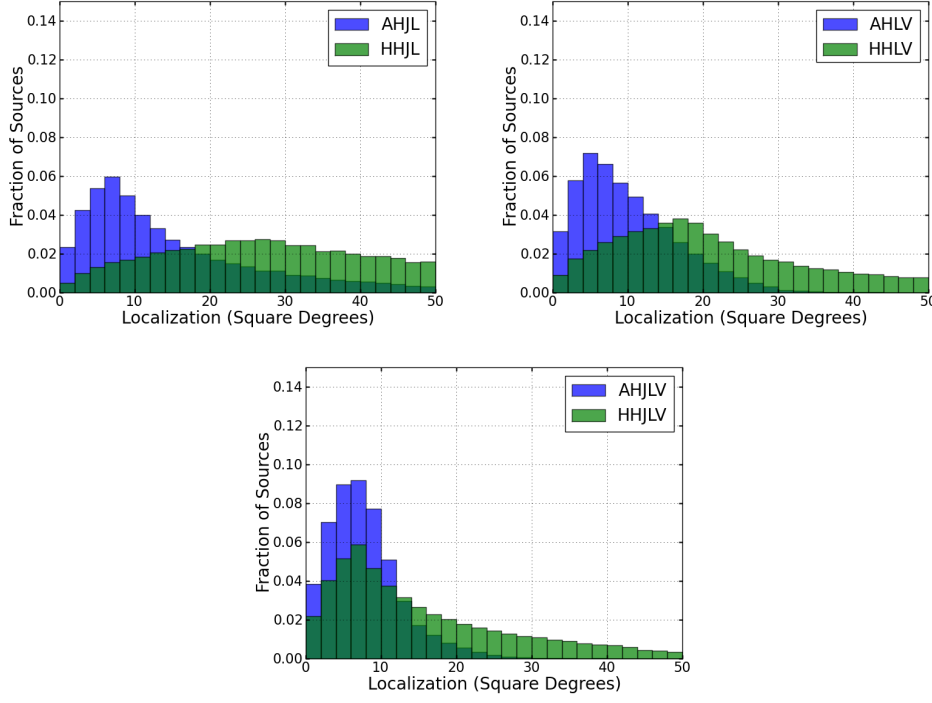 0.14
0.12
0.10
0.08
0.06
0.04
0.02
0.00
Fraction of Sources
AHJL
HHJL
0 10 20 30 40 50
Localization (Square Degrees)
0.14
0.12
0.10
0.08
0.06
0.04
0.02
0.00
Fraction of Sources
AHLV
HHLV
0 10 20 30 40 50
Localization (Square Degrees)
0.14
0.12
0.10
0.08
0.06
0.04
0.02
0.00
Fraction of Sources
AHJLV
HHJLV
0 10 20 30 40 50
Localization (Square Degrees)